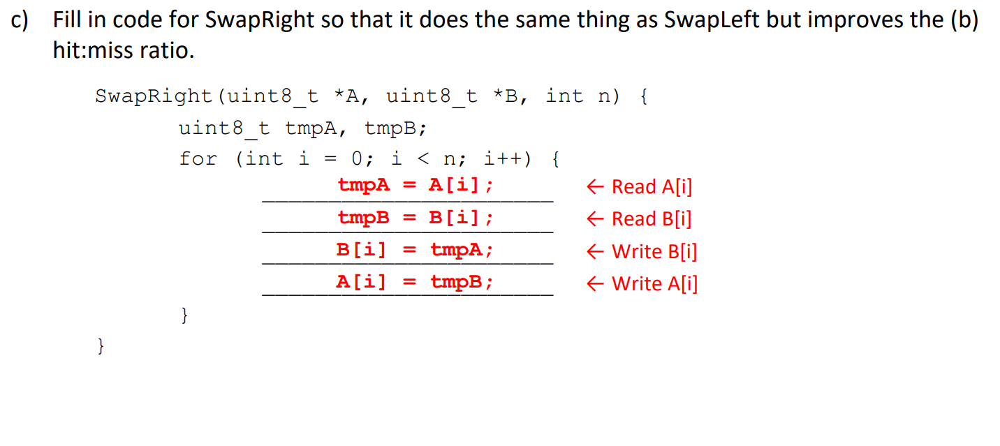 c) Fill in code for SwapRight so that it does the same thing as SwapLeft but improves the (b)
hit:miss ratio.
SwapRight(uint8_t *A, uint8_t *B, int n) {
uint8_t tmpA, tmpB;
for (int i = 0; i < n; i++) {
tmpA = A[i]; ← Read A[i]
tmpB = B[i]; ← Read B[i]
B[i] = tmpA; ← Write B[i]
A[i] = tmpB; ← Write A[i]
}
}